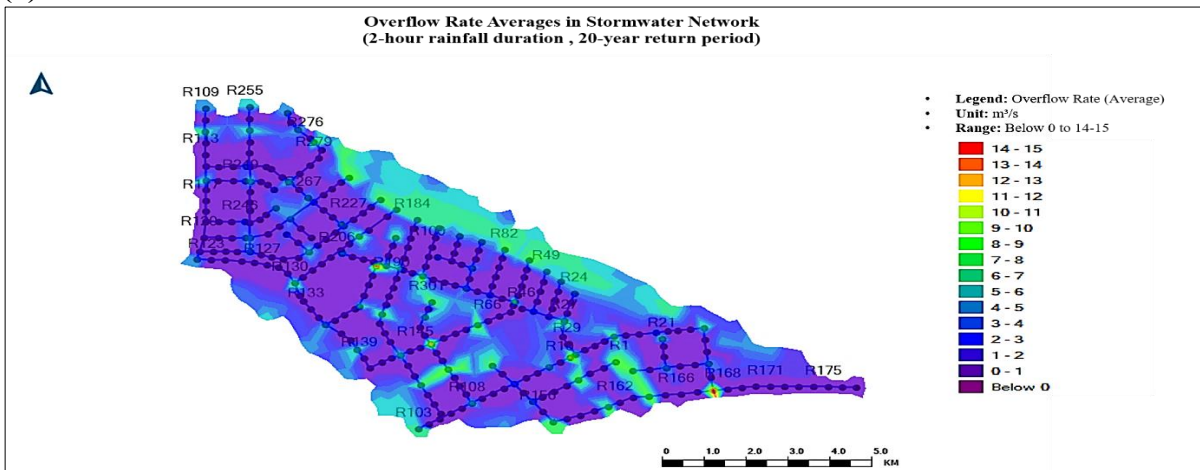 Overflow Rate Averages in Stormwater Network
(2-hour rainfall duration , 20-year return period)
R109 R255
R276
R279
R267
R227 R184
R206
R82
R49
R24
R123 R127
R130
R133
R301
R66
R29
R21
R1
R139
R108
R103
R162
R166
R168 R171 R175
• Legend: Overflow Rate (Average)
• Unit: m³/s
• Range: Below 0 to 14-15
14 - 15
13 - 14
12 - 13
11 - 12
10 - 11
9 - 10
8 - 9
7 - 8
6 - 7
5 - 6
4 - 5
3 - 4
2 - 3
1 - 2
0 - 1
Below 0
0 1.0 2.0 3.0 4.0 5.0
KM